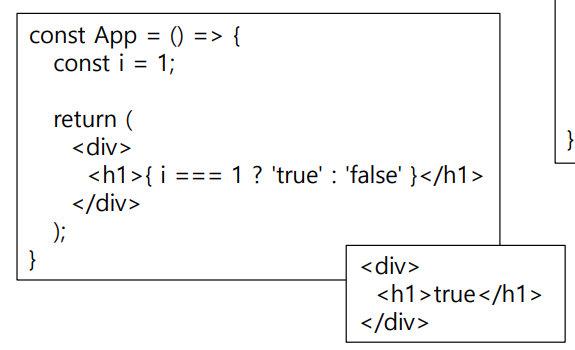 const App = () => {
const i = 1;
return (
<div>
<h1>{ i === 1 ? 'true' : 'false' }</h1>
</div>
);
}
<div>
<h1>true</h1>
</div>
}